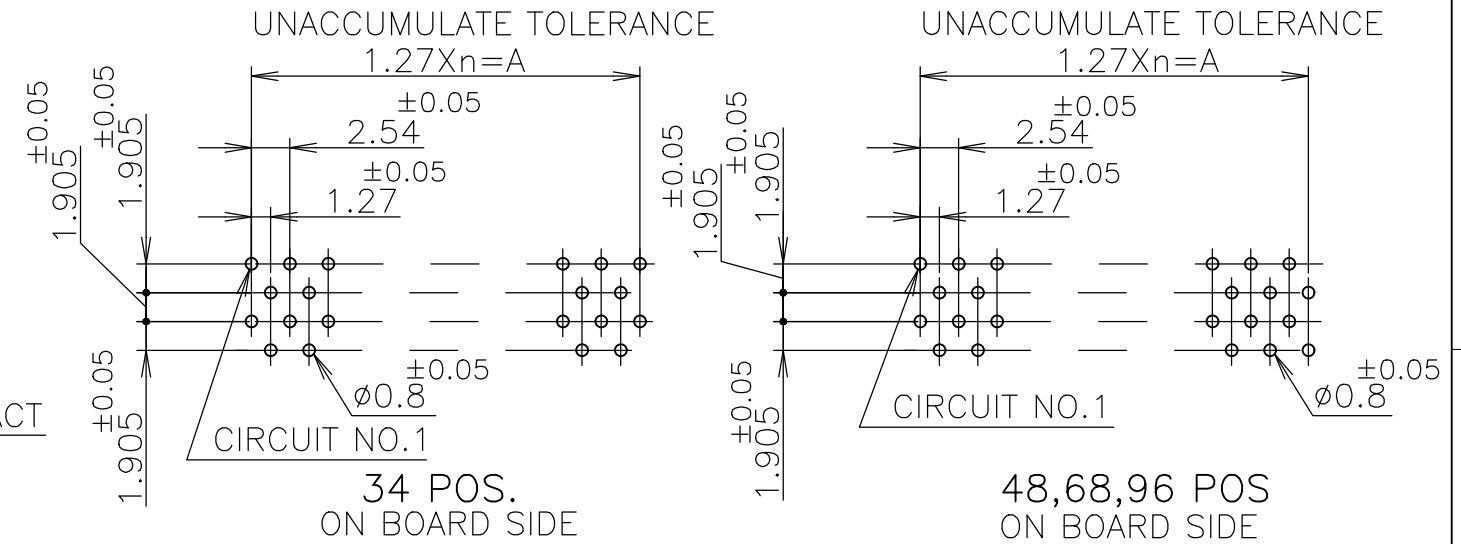 UNACCUMULATE TOLERANCE
1.27Xn=A
±0.05
2.54
±0.05
1.27
±0.05
1.905
±0.05
1.905
±0.05
1.905
±0.05
ø0.8
CIRCUIT NO.1
34 POS.
ON BOARD SIDE
ACT
UNACCUMULATE TOLERANCE
1.27Xn=A
±0.05
2.54
±0.05
1.27
±0.05
1.905
±0.05
1.905
±0.05
1.905
±0.05
ø0.8
CIRCUIT NO.1
48,68,96 POS
ON BOARD SIDE